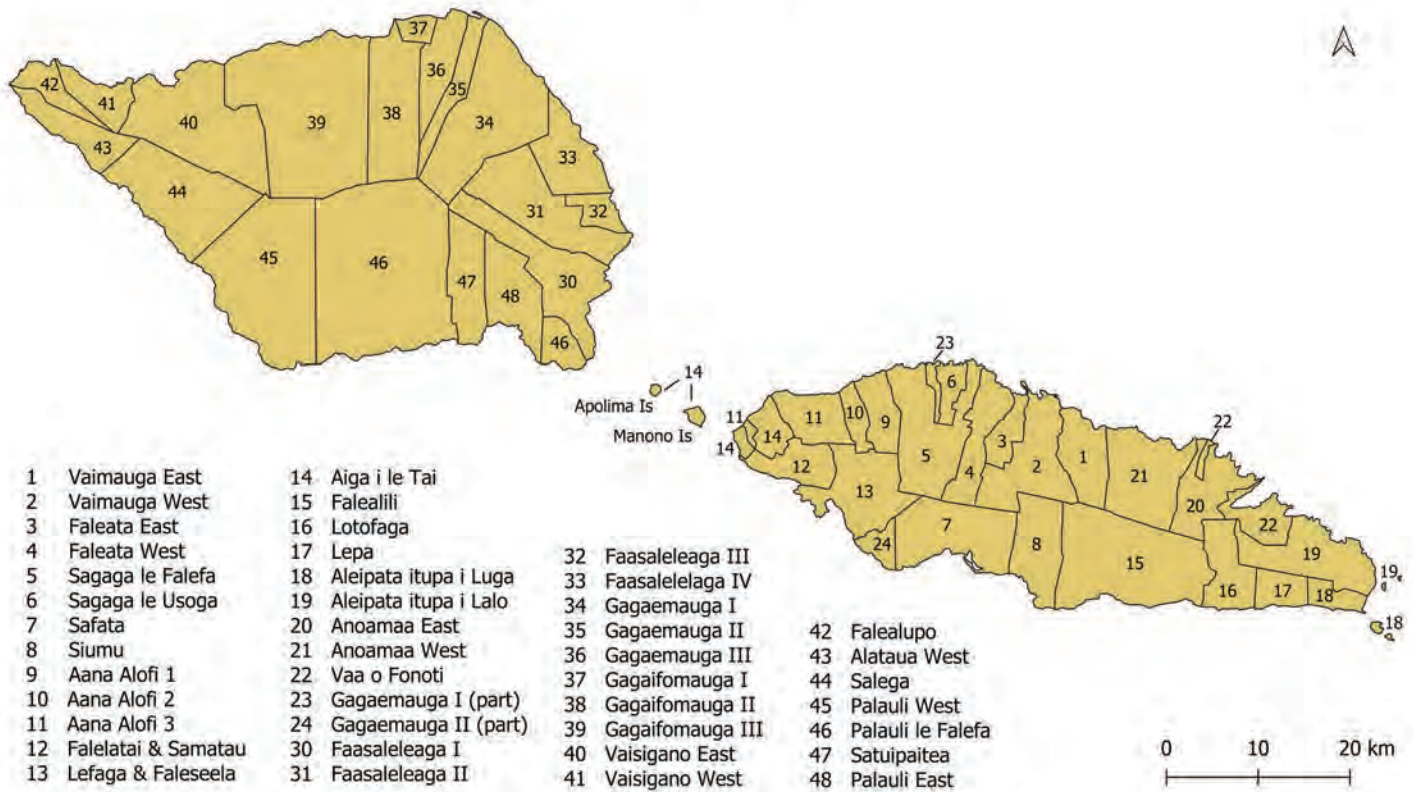 37
42
36
41
35
40
39
38
34
33
43
44
31
32
45
46
47
48
30
46
23
14
6
22
Apolima Is
11
11
10
9
Manono Is
14
14
3
12
5
4
2
1
21
13
20
22
19
7
24
8
15
16
17
18
19
18
1 Vaimauga East
2 Vaimauga West
3 Faleata East
4 Faleata West
5 Sagaga le Falefa
6 Sagaga le Usoga
7 Safata
8 Siumu
9 Aana Alofi 1
10 Aana Alofi 2
11 Aana Alofi 3
12 Falelatai & Samatau
13 Lefaga & Faleseela
14 Aiga i le Tai
15 Falealili
16 Lotofaga
17 Lepa
18 Aleipata itupa i Luga
19 Aleipata itupa i Lalo
20 Anoamaa East
21 Anoamaa West
22 Vaa o Fonoti
23 Gagaemauga I (part)
24 Gagaemauga II (part)
30 Faasaleleaga I
31 Faasaleleaga II
32 Faasaleleaga III
33 Faasalelelaga IV
34 Gagaemauga I
35 Gagaemauga II
36 Gagaemauga III
37 Gagaifomauga I
38 Gagaifomauga II
39 Gagaifomauga III
40 Vaisigano East
41 Vaisigano West
42 Falealupo
43 Alataua West
44 Salega
45 Palauli West
46 Palauli le Falefa
47 Satuipaitea
48 Palauli East
0 10 20 km